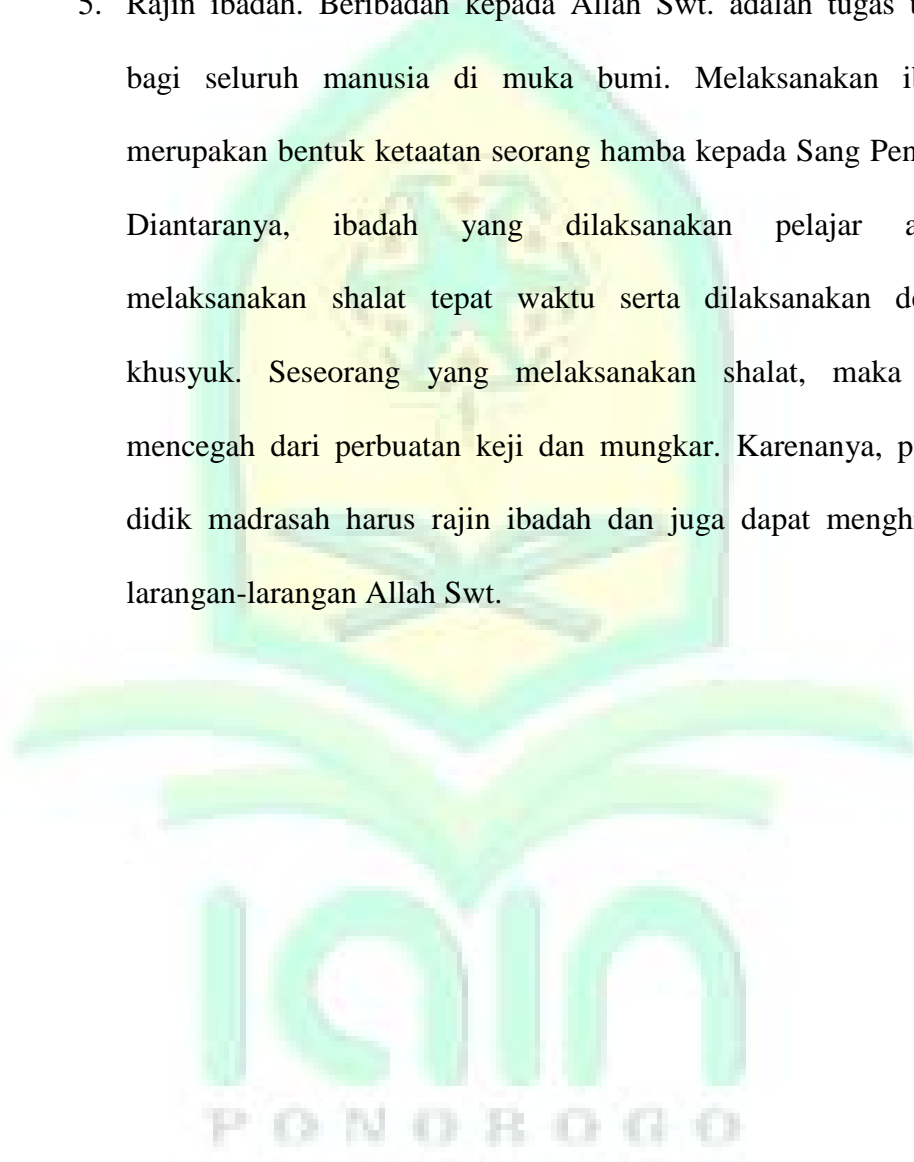 5. Rajin ibadah. Beribadah kepada Allah Swt. adalah tugas
bagi seluruh manusia di muka bumi. Melaksanakan
merupakan bentuk ketaatan seorang hamba kepada Sang
Diantaranya, ibadah yang dilaksanakan pelajar
melaksanakan shalat tepat waktu serta dilaksanakan
khusyuk. Seseorang yang melaksanakan shalat, maka
mencegah dari perbuatan keji dan mungkar. Karenanya,
didik madrasah harus rajin ibadah dan juga dapat
larangan-larangan Allah Swt.
iain
PONOROGO